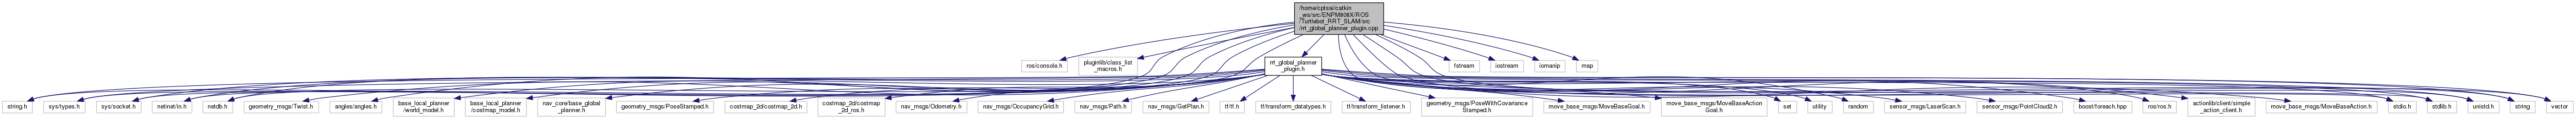 /home/cptsai/catkin
_ws/src/ENPM808X/ROS
/Turtlebot_RRT_SLAM/src
/rrt_global_planner_plugin.cpp
ros/console.h
pluginlib/class_list
_macros.h
rrt_global_planner
_plugin.h
fstream
iostream
iomanip
map
string.h
sys/types.h
sys/socket.h
netinet/in.h
netdb.h
geometry_msgs/Twist.h
angles/angles.h
base_local_planner
/world_model.h
base_local_planner
/costmap_model.h
nav_core/base_global
_planner.h
geometry_msgs/PoseStamped.h
costmap_2d/costmap_2d.h
costmap_2d/costmap
_2d_ros.h
nav_msgs/Odometry.h
nav_msgs/OccupancyGrid.h
nav_msgs/Path.h
nav_msgs/GetPlan.h
tf/tf.h
tf/transform_datatypes.h
tf/transform_listener.h
geometry_msgs/PoseWithCovariance
Stamped.h
move_base_msgs/MoveBaseGoal.h
move_base_msgs/MoveBaseAction
Goal.h
set
utility
random
sensor_msgs/LaserScan.h
sensor_msgs/PointCloud2.h
boost/foreach.hpp
ros/ros.h
actionlib/client/simple
_action_client.h
move_base_msgs/MoveBaseAction.h
stdio.h
stdlib.h
unistd.h
string
vector